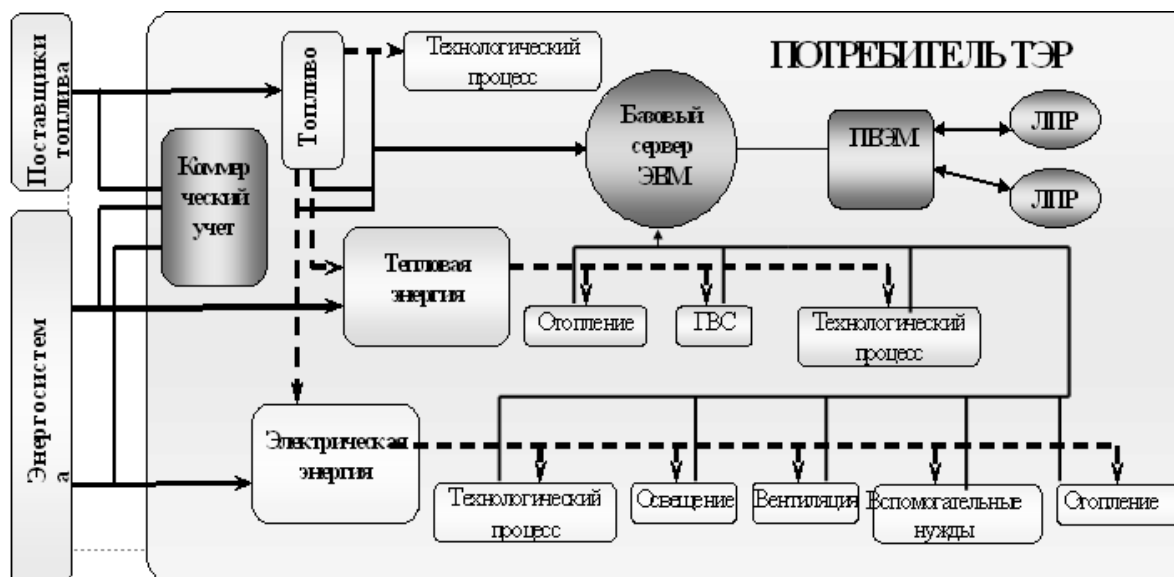 Поставщики
топлива
Энергосистем
а
Коммер
ческий
учет
Топливо
Технологический
процесс
ПОТРЕБИТЕЛЬ ТЭР
Базовый
сервер
ЭВМ
ПВЭМ
ЛПР
ЛПР
Тепловая
энергия
Отопление
ГВС
Технологический
процесс
Электрическая
энергия
Технологический
процесс
Освещение
Вентиляция
Вспомогательные
нужды
Отопление